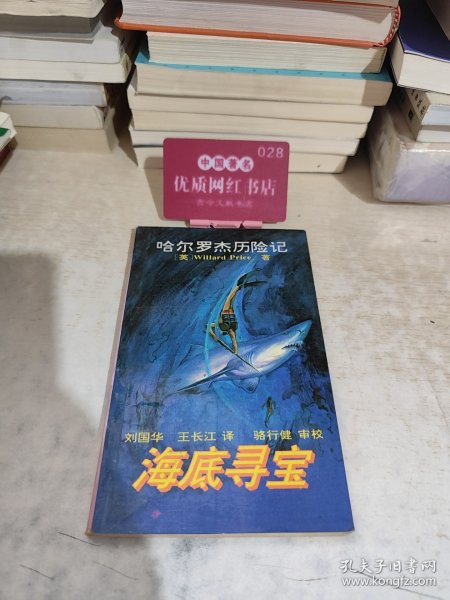 028
中国著名
优质网红书店
哈尔罗杰历险记
[英]Willard Price 著
刘国华 王长江 译 骆行健 审校
海底寻宝
孔夫子旧书网
www.kongfz.com